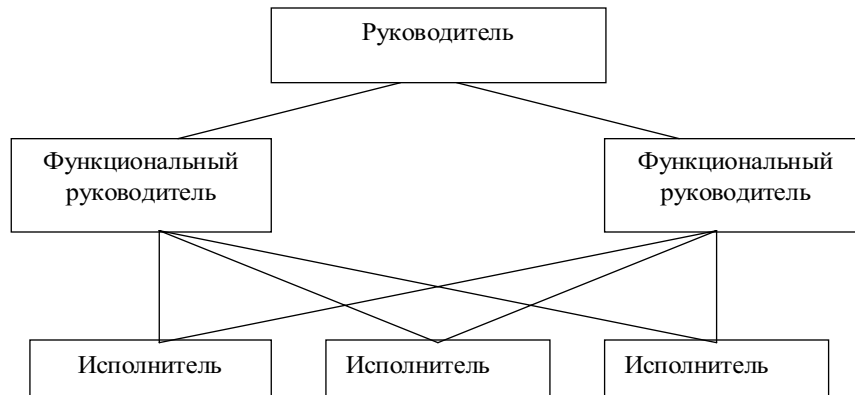 Руководитель
Функциональный
руководитель
Функциональный
руководитель
Исполнитель
Исполнитель
Исполнитель